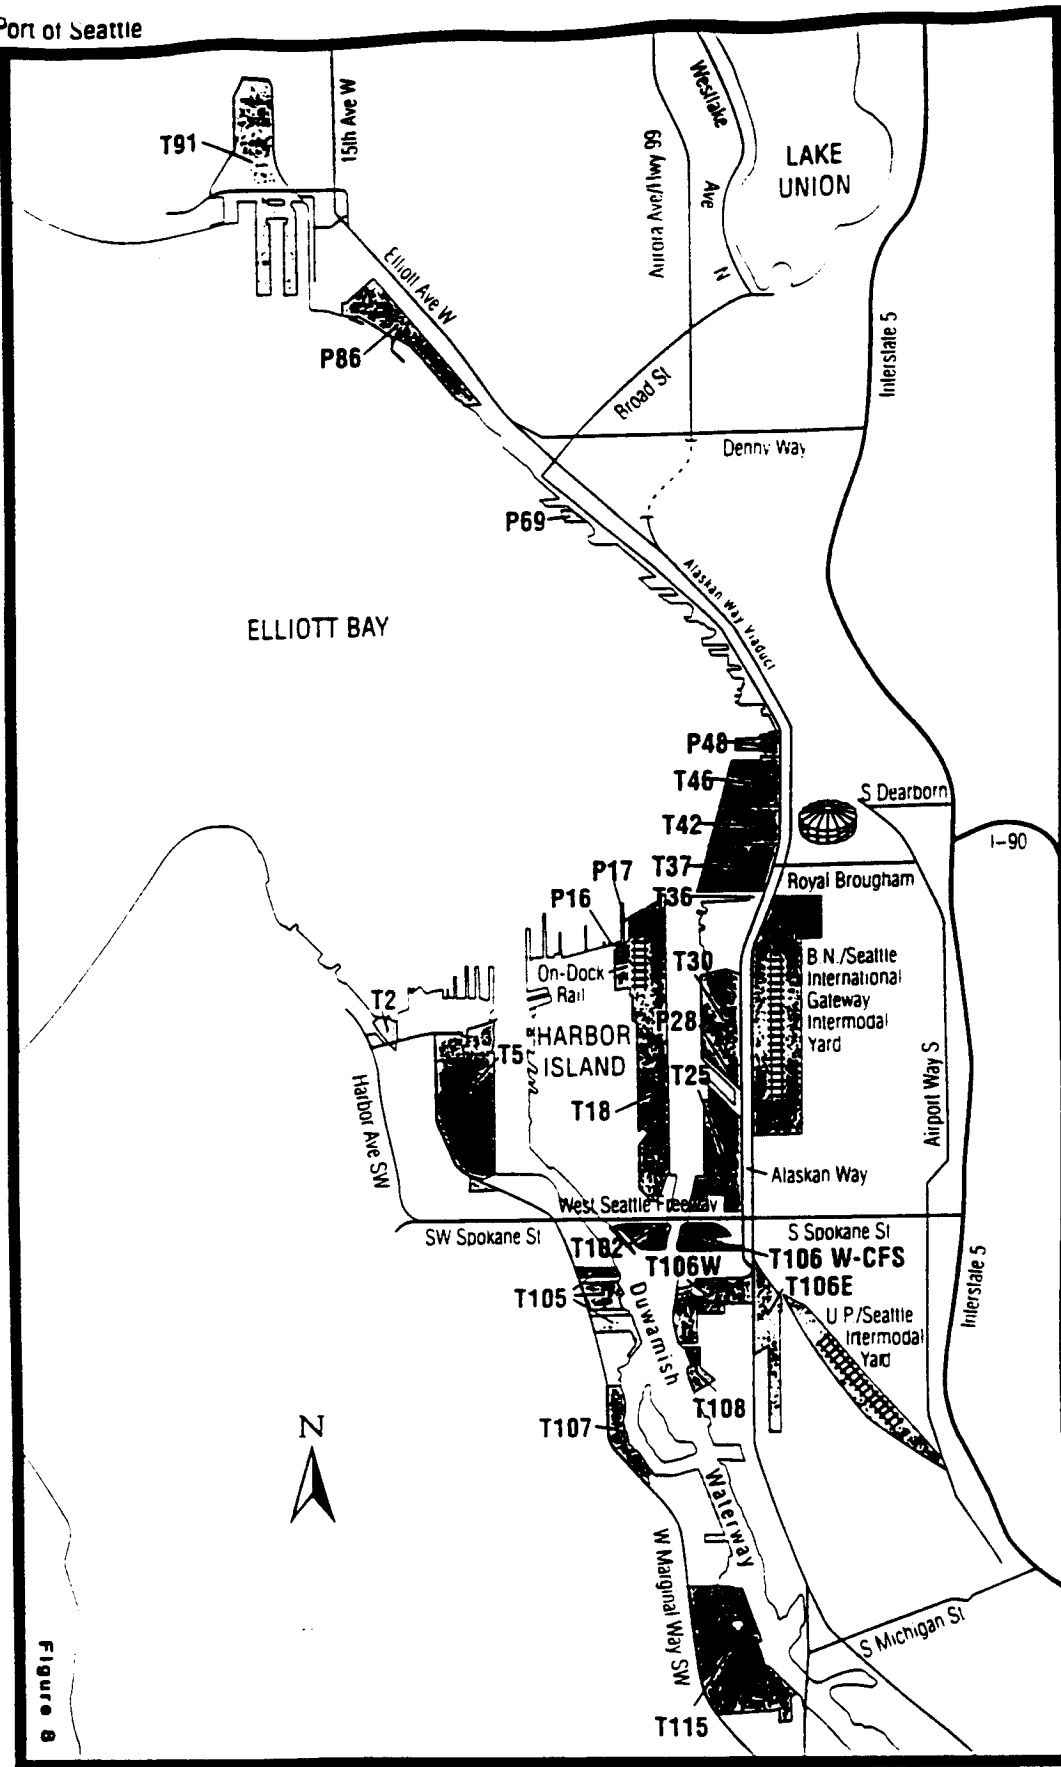 Port of Seattle
T91
15th Ave W
Aurora Ave/Hwy 99
Westlake
Ave
N
LAKE
UNION
Elliott Ave W
P86
Interstate 5
Broad St
Denny Way
P69
Alaskan Way Viaduct
ELLIOTT BAY
P48
T46
S Dearborn
T42
I-90
T37
P17
Royal Brougham
P16
T36
T30
On-Dock
Rail
B.N./Seattle
International
Gateway
Intermodal
Yard
T2
P28
HARBOR
ISLAND
T5
T25
T18
Harbor Ave SW
Airport Way S
Alaskan Way
West Seattle Freeway
SW Spokane St
S Spokane St
T102
T106W
T106 W-CFS
T106E
T105
Duwamish
U P/Seattle
Intermodal
Yard
Interstate 5
T108
T107
N
Waterway
W Marginal Way SW
S Michigan St
T115
Figure 8